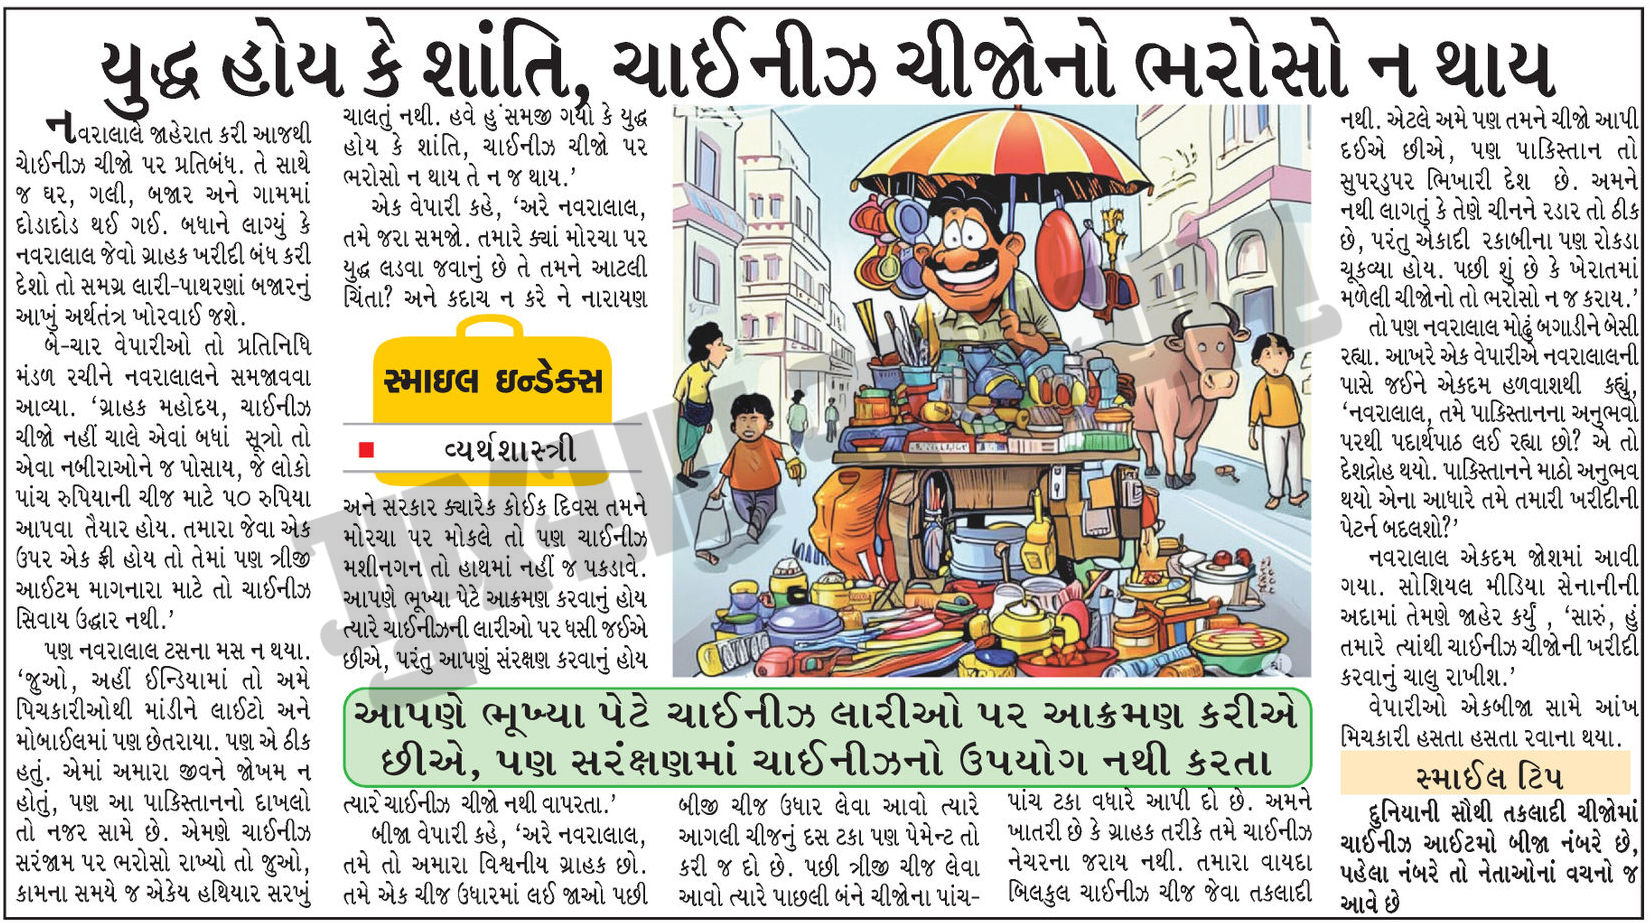 યુદ્ધ હોય કે શાંતિ, ચાઈનીઝ ચીજોનો ભરોસો ન થાય
નવરાલાલે જાહેરાત કરી આજથી
ચાઈનીઝ ચીજો પર પ્રતિબંધ. તે સાથે
જ ઘર, ગલી, બજાર અને ગામમાં
દોડાદોડ થઈ ગઈ. બધાને લાગ્યું કે
નવરાલાલ જેવો ગ્રાહક ખરીદી બંધ કરી
દેશો તો સમગ્ર લારી-પાથરણાં બજારનું
આખું અર્થતંત્ર ખોરવાઈ જશે.
બે-ચાર વેપારીઓ તો પ્રતિનિધિ
મંડળ રચીને નવરાલાલને સમજાવવા
આવ્યા. ‘ગ્રાહક મહોદય, ચાઈનીઝ
ચીજો નહીં ચાલે એવાં બધાં સૂત્રો તો
એવા નબીરાઓને જ પોસાય, જે લોકો
પાંચ રુપિયાની ચીજ માટે ૫૦ રુપિયા
આપવા તૈયાર હોય. તમારા જેવા એક
ઉપર એક ફ્રી હોય તો તેમાં પણ ત્રીજી
આઈટમ માગનારા માટે તો ચાઈનીઝ
સિવાય ઉદ્ધાર નથી.’
પણ નવરાલાલ ટસના મસ ન થયા.
‘જુઓ, અહીં ઈન્ડિયામાં તો અમે
પિચકારીઓથી માંડીને લાઈટો અને
મોબાઈલમાં પણ છેતરાયા. પણ એ ઠીક
હતું. એમાં અમારા જીવને જોખમ ન
હોતું, પણ આ પાકિસ્તાનનો દાખલો
તો નજર સામે છે. એમણે ચાઈનીઝ
સરંજામ પર ભરોસો રાખ્યો તો જુઓ,
કામના સમયે જ એકેય હથિયાર સરખું
ચાલતું નથી. હવે હું સમજી ગયો કે યુદ્ધ
હોય કે શાંતિ, ચાઈનીઝ ચીજો પર
ભરોસો ન થાય તે ન જ થાય.’
એક વેપારી કહે, ‘અરે નવરાલાલ,
તમે જરા સમજો. તમારે ક્યાં મોરચા પર
યુદ્ધ લડવા જવાનું છે તે તમને આટલી
ચિંતા? અને કદાચ ન કરે ને નારાયણ
સ્માઇલ ઇન્ડેક્સ
વ્યર્થશાસ્ત્રી
અને સરકાર ક્યારેક કોઈક દિવસ તમને
મોરચા પર મોકલે તો પણ ચાઈનીઝ
મશીનગન તો હાથમાં નહીં જ પકડાવે.
આપણે ભૂખ્યા પેટે આક્રમણ કરવાનું હોય
ત્યારે ચાઈનીઝની લારીઓ પર ધસી જઈએ
છીએ, પરંતુ આપણું સંરક્ષણ કરવાનું હોય
આપણે ભૂખ્યા પેટે ચાઈનીઝ લારીઓ પર આક્રમણ કરીએ
છીએ, પણ સરંક્ષણમાં ચાઈનીઝનો ઉપયોગ નથી કરતા
ત્યારે ચાઈનીઝ ચીજો નથી વાપરતા.’
બીજા વેપારી કહે, ‘અરે નવરાલાલ,
તમે તો અમારા વિશ્વનીય ગ્રાહક છો.
તમે એક ચીજ ઉધારમાં લઈ જાઓ પછી
બીજી ચીજ ઉધાર લેવા આવો ત્યારે
આગલી ચીજનું દસ ટકા પણ પેમેન્ટ તો
કરી જ દો છે. પછી ત્રીજી ચીજ લેવા
આવો ત્યારે પાછલી બંને ચીજોના પાંચ-
પાંચ ટકા વધારે આપી દો છે. અમને
ખાતરી છે કે ગ્રાહક તરીકે તમે ચાઈનીઝ
નેચરના જરાય નથી. તમારા વાયદા
બિલકુલ ચાઈનીઝ ચીજ જેવા તકલાદી
નથી. એટલે અમે પણ તમને ચીજો આપી
દઈએ છીએ, પણ પાકિસ્તાન તો
સુપરડુપર ભિખારી દેશ છે. અમને
નથી લાગતું કે તેણે ચીનને રડાર તો ઠીક
છે, પરંતુ એકાદી રકાબીના પણ રોકડા
ચૂકવ્યા હોય. પછી શું છે કે ખેરાતમાં
મળેલી ચીજોનો તો ભરોસો ન જ કરાય.’
તો પણ નવરાલાલ મોઢું બગાડીને બેસી
રહ્યા. આખરે એક વેપારીએ નવરાલાલની
પાસે જઈને એકદમ હળવાશથી કહ્યું,
‘નવરાલાલ, તમે પાકિસ્તાનના અનુભવો
પરથી પદાર્થપાઠ લઈ રહ્યા છો? એ તો
દેશદ્રોહ થયો. પાકિસ્તાનને માઠો અનુભવ
થયો એના આધારે તમે તમારી ખરીદીની
પેટર્ન બદલશો?’
નવરાલાલ એકદમ જોશમાં આવી
ગયા. સોશિયલ મીડિયા સેનાનીની
અદામાં તેમણે જાહેર કર્યું , ‘સારું, હું
તમારે ત્યાંથી ચાઈનીઝ ચીજોની ખરીદી
કરવાનું ચાલુ રાખીશ.’
વેપારીઓ એકબીજા સામે આંખ
મિચકારી હસતા હસતા રવાના થયા.
સ્માઈલ ટિપ
દુનિયાની સૌથી તકલાદી ચીજોમાં
ચાઈનીઝ આઈટમો બીજા નંબરે છે,
પહેલા નંબરે તો નેતાઓનાં વચનો જ
આવે છે